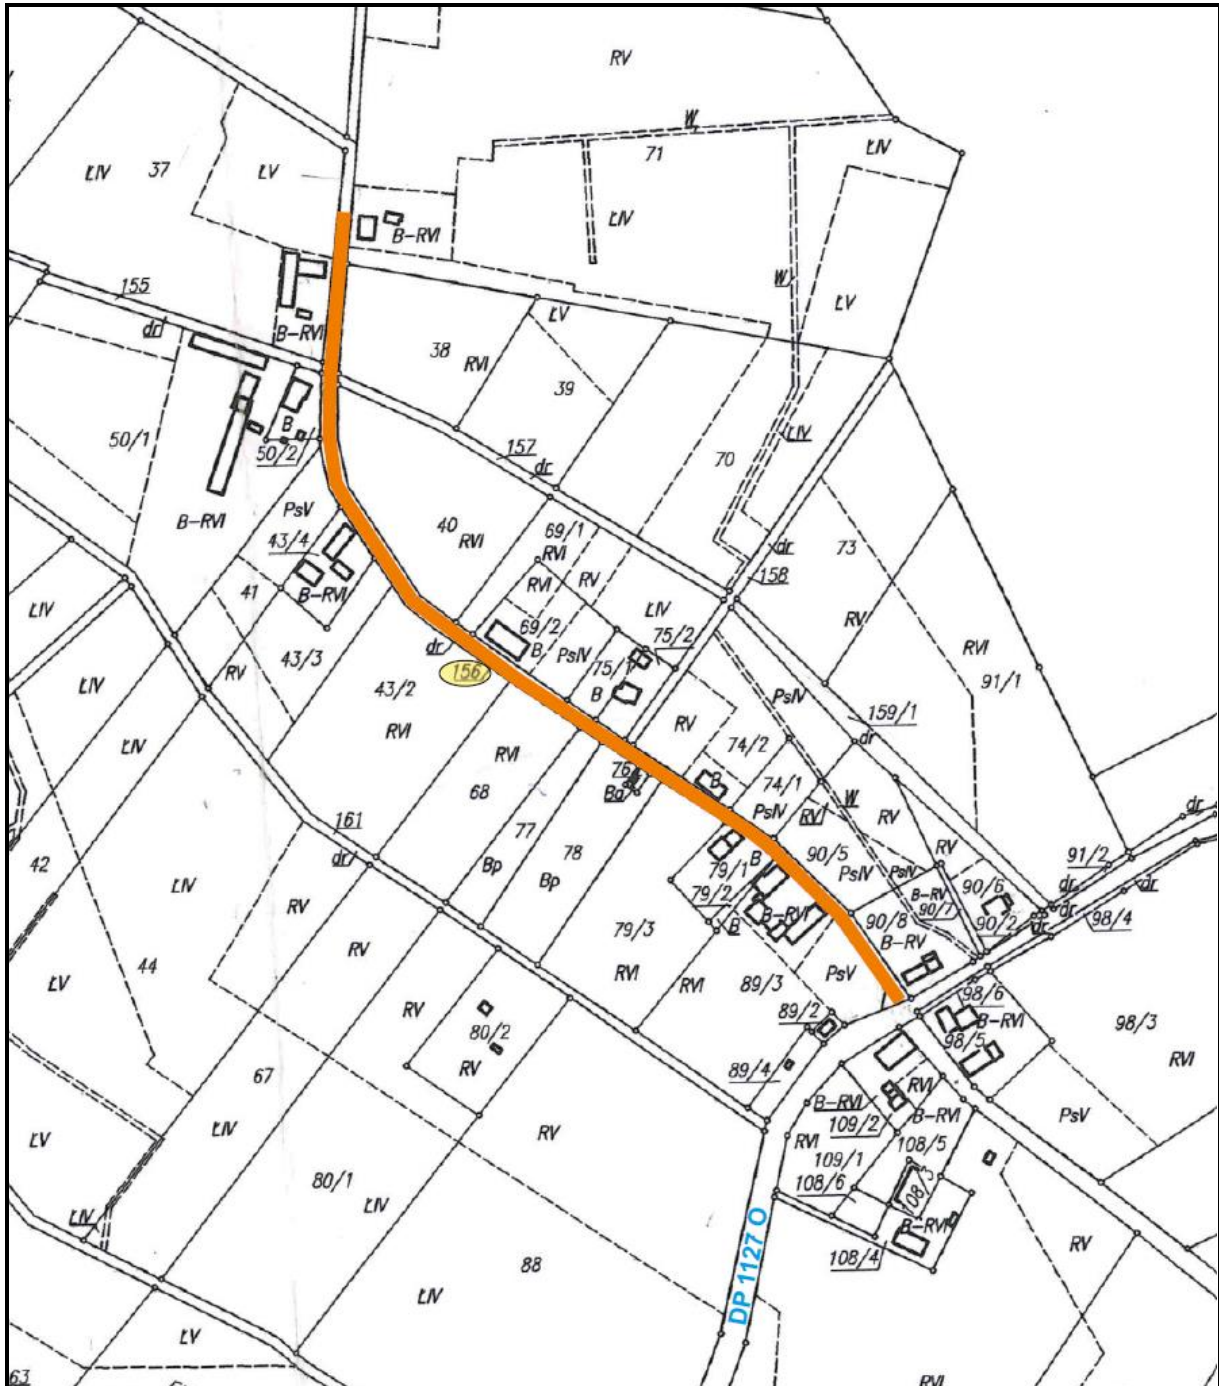 RV
W
71
ŁIV
37
ŁIV
ŁV
ŁIV
B-RVI
W
155
dr
ŁV
ŁV
B-RVI
38
RVI
39
50/1
B
50/2
157
dr
ŁIV
70
B-RVI
PsV
43/4
40
RVI
69/1
RVI
73
dr
158
41
B-RVI
RVI
RV
ŁIV
ŁIV
69/2
PsIV
75/2
RV
RVI
43/3
dr
B
75/1
91/1
RV
156
ŁIV
43/2
B
PsIV
159/1
RVI
RV
dr
ŁIV
RVI
74/2
76
Ba
B
74/1
68
PsIV
RV
W
RV
161
77
dr
78
79/1
B
90/5
RV
91/2
dr
42
Bp
PsIV
PsIV
dr
ŁIV
Bp
79/2
B-RV
90/6
dr
RV
B-RVI
90/7
98/4
79/3
B
90/8
90/2
dr
dr
RV
B-RV
44
RVI
RVI
PsV
ŁV
89/3
98/6
RV
89/2
B-RVI
98/3
80/2
98/5
RVI
RV
89/4
67
RVI
B-RVI
PsV
ŁIV
RV
109/2
B-RVI
ŁV
RVI
108/5
109/1
80/1
108/6
108/3
ŁIV
ŁIV
B-RVI
DP 1127 O
RV
108/4
88
ŁIV
ŁV
63
RVI